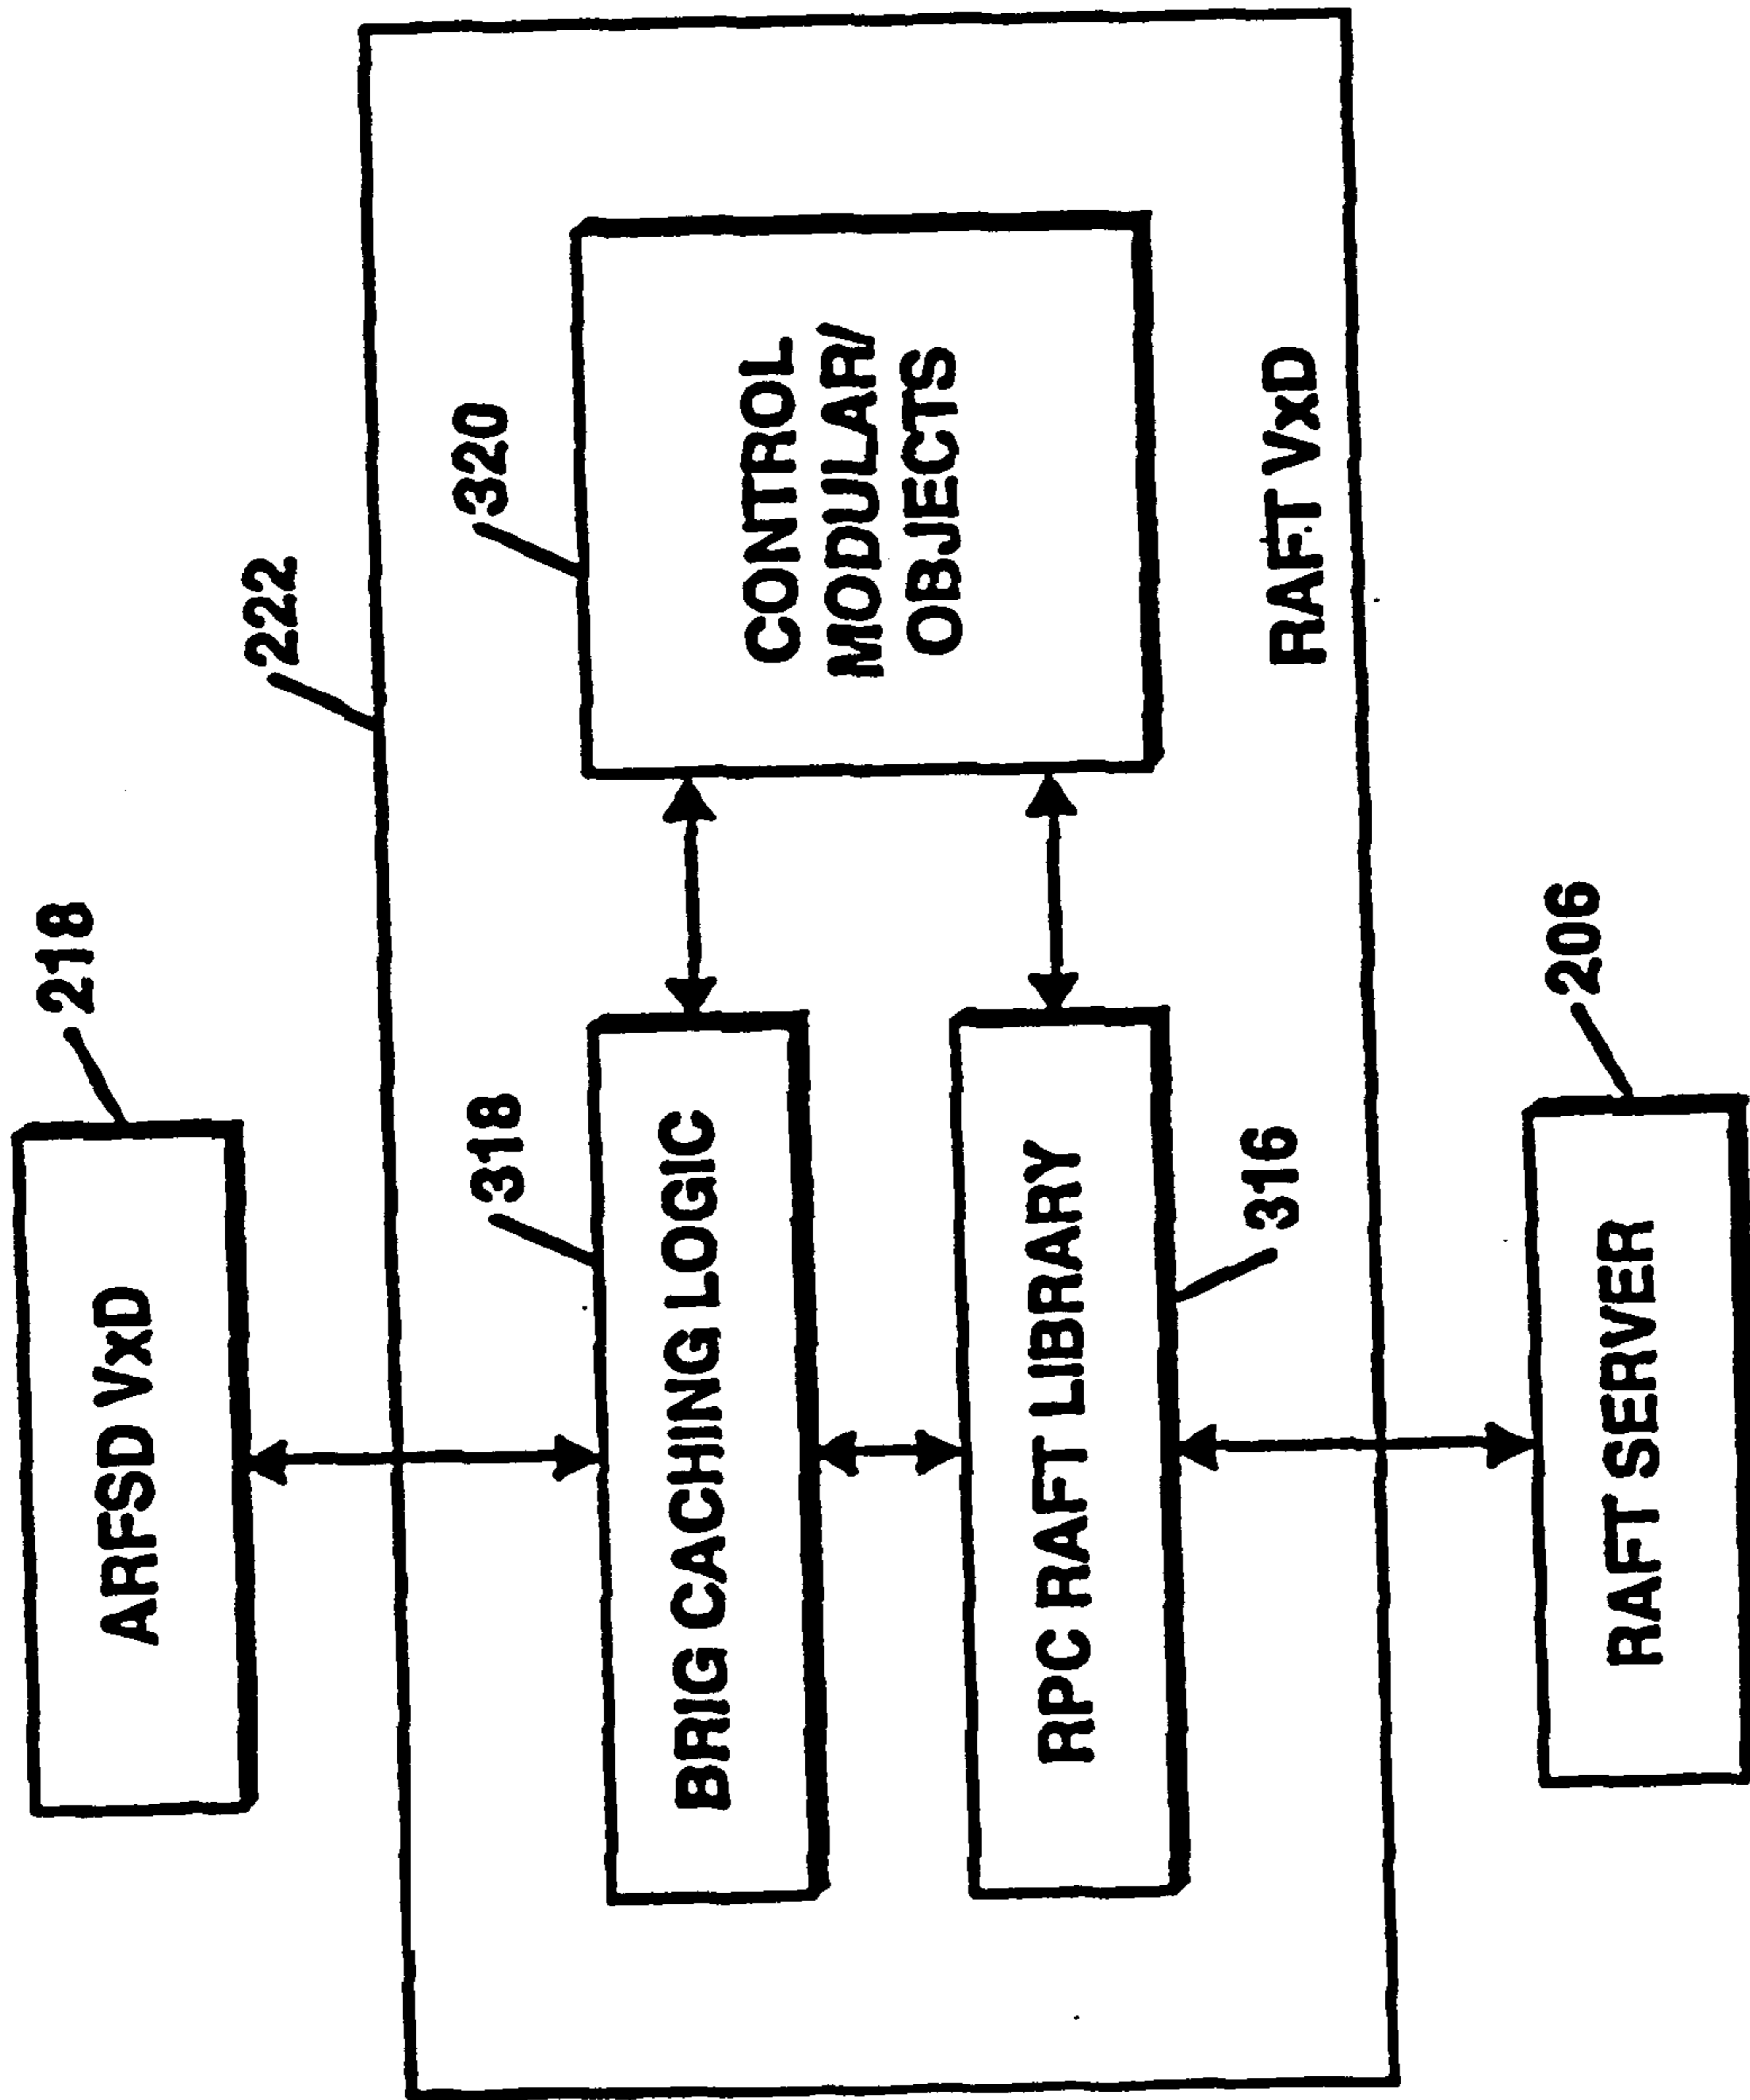 218
ARFSD VXD
222
320
318
BRIG CACHING LOGIC
CONTROL
MODULAR/
OBJECTS
RPC RAFT LIBRARY
316
RAFT VXD
206
RAFT SERVER